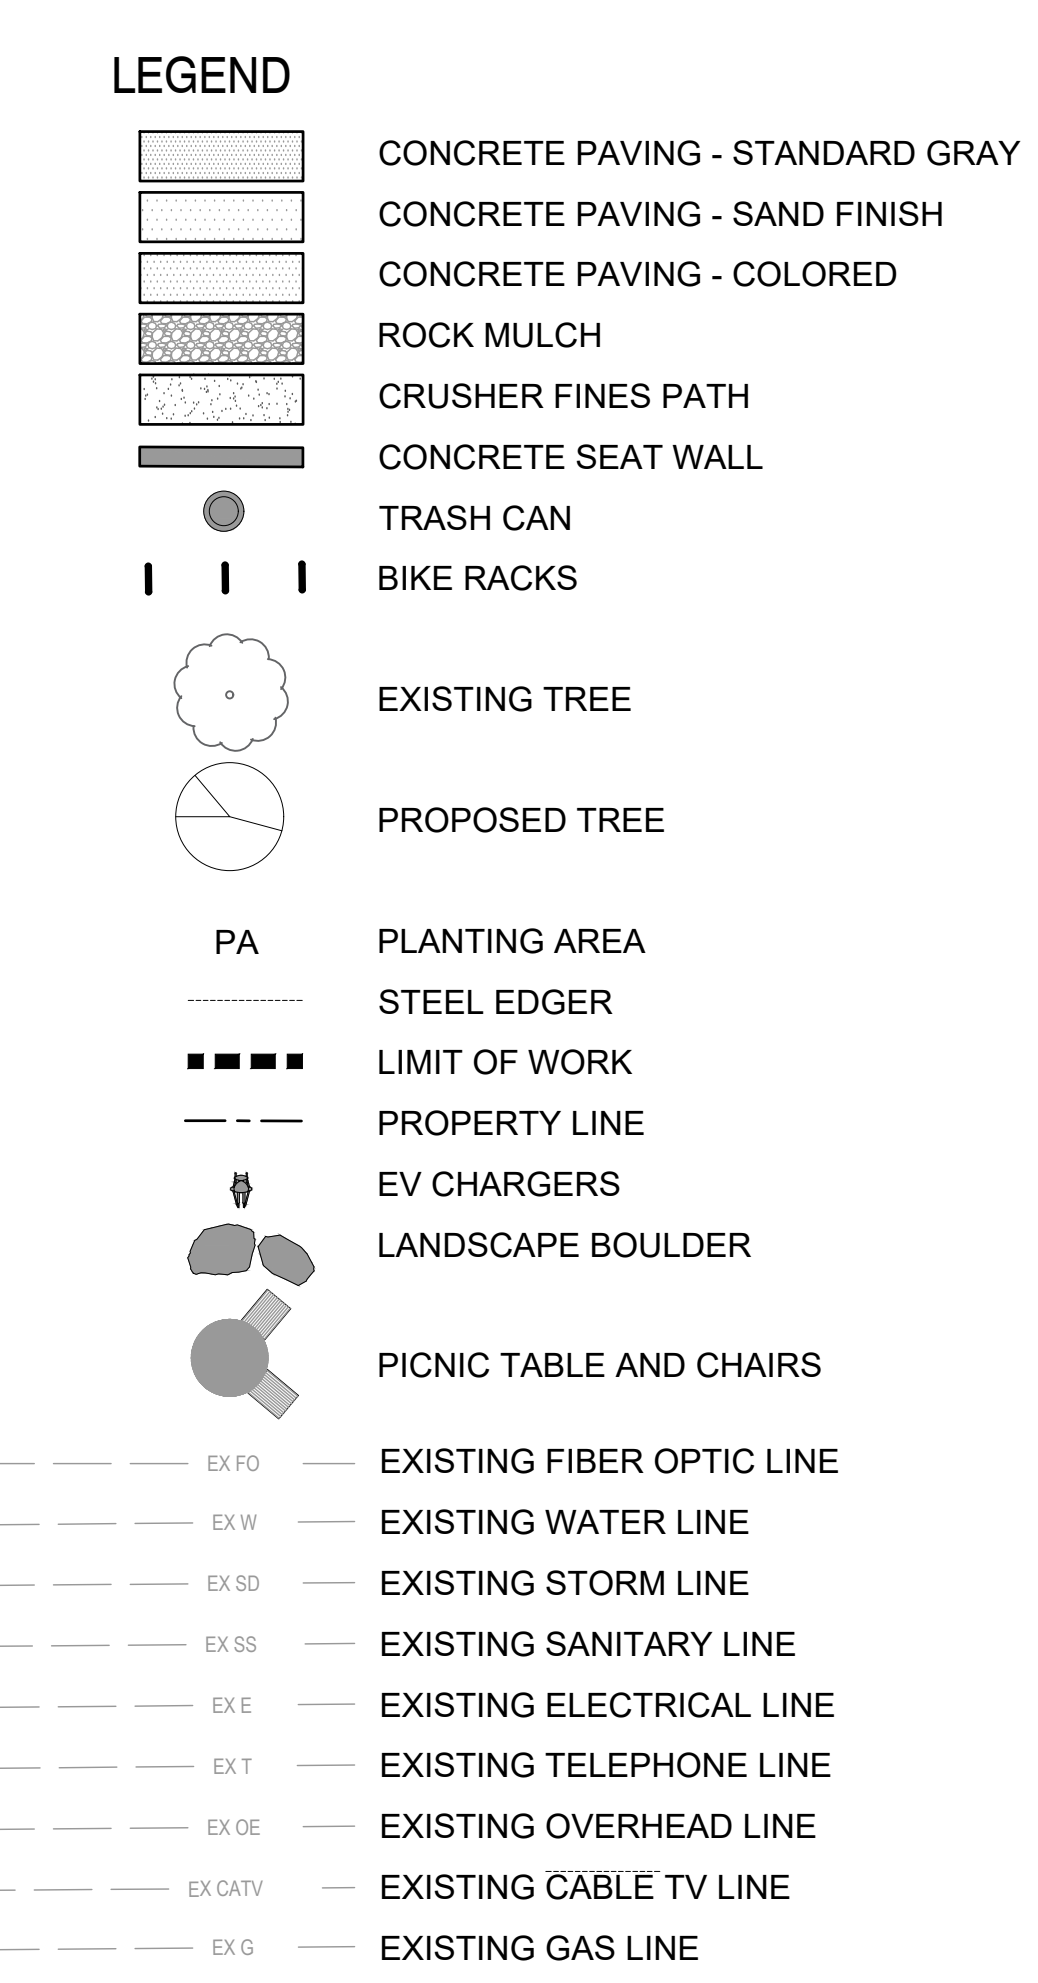 LEGEND
CONCRETE PAVING - STANDARD GRAY
CONCRETE PAVING - SAND FINISH
CONCRETE PAVING - COLORED
ROCK MULCH
CRUSHER FINES PATH
CONCRETE SEAT WALL
TRASH CAN
BIKE RACKS
EXISTING TREE
PROPOSED TREE
PA PLANTING AREA
STEEL EDGER
LIMIT OF WORK
PROPERTY LINE
EV CHARGERS
LANDSCAPE BOULDER
PICNIC TABLE AND CHAIRS
EX FO EXISTING FIBER OPTIC LINE
EX W EXISTING WATER LINE
EX SD EXISTING STORM LINE
EX SS EXISTING SANITARY LINE
EX E EXISTING ELECTRICAL LINE
EX T EXISTING TELEPHONE LINE
EX OE EXISTING OVERHEAD LINE
EX CATV EXISTING CABLE TV LINE
EX G EXISTING GAS LINE